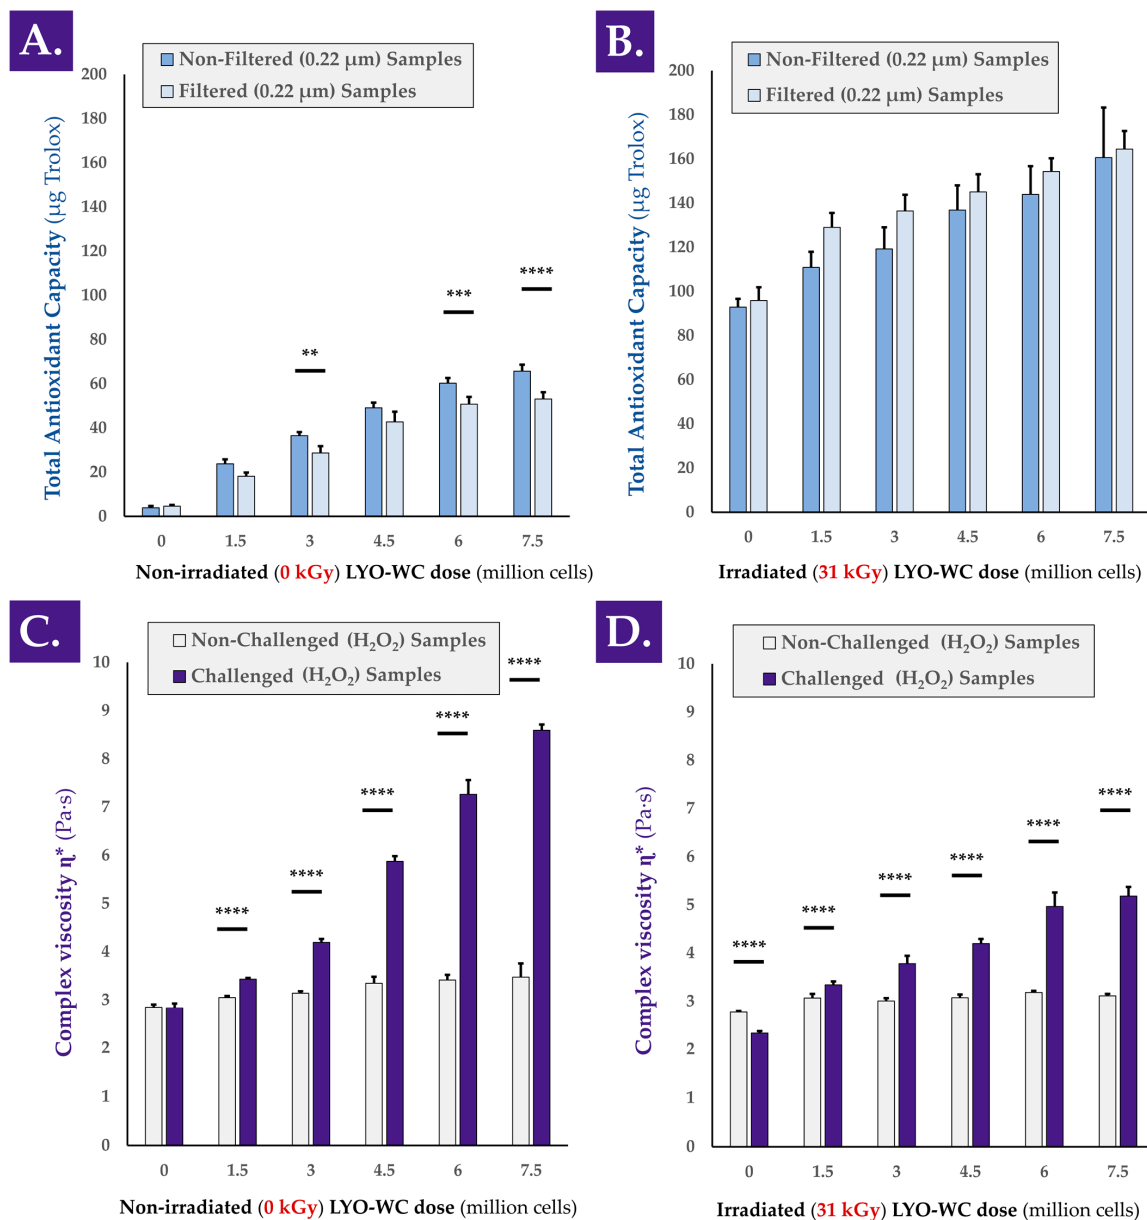 A.
Non-Filtered (0.22 µm) Samples
Filtered (0.22 µm) Samples
Total Antioxidant Capacity (µg Trolox)
200
180
160
140
120
100
80
60
40
20
0
**
***
****
0 1.5 3 4.5 6 7.5
Non-irradiated (0 kGy) LYO-WC dose (million cells)
B.
Non-Filtered (0.22 µm) Samples
Filtered (0.22 µm) Samples
Total Antioxidant Capacity (µg Trolox)
200
180
160
140
120
100
80
60
40
20
0
0 1.5 3 4.5 6 7.5
Irradiated (31 kGy) LYO-WC dose (million cells)
C.
Non-Challenged (H₂O₂) Samples
Challenged (H₂O₂) Samples
Complex viscosity η* (Pa·s)
10
9
8
7
6
5
4
3
2
1
0
****
****
****
****
****
0 1.5 3 4.5 6 7.5
Non-irradiated (0 kGy) LYO-WC dose (million cells)
D.
Non-Challenged (H₂O₂) Samples
Challenged (H₂O₂) Samples
Complex viscosity η* (Pa·s)
10
9
8
7
6
5
4
3
2
1
0
****
****
****
****
****
****
0 1.5 3 4.5 6 7.5
Irradiated (31 kGy) LYO-WC dose (million cells)